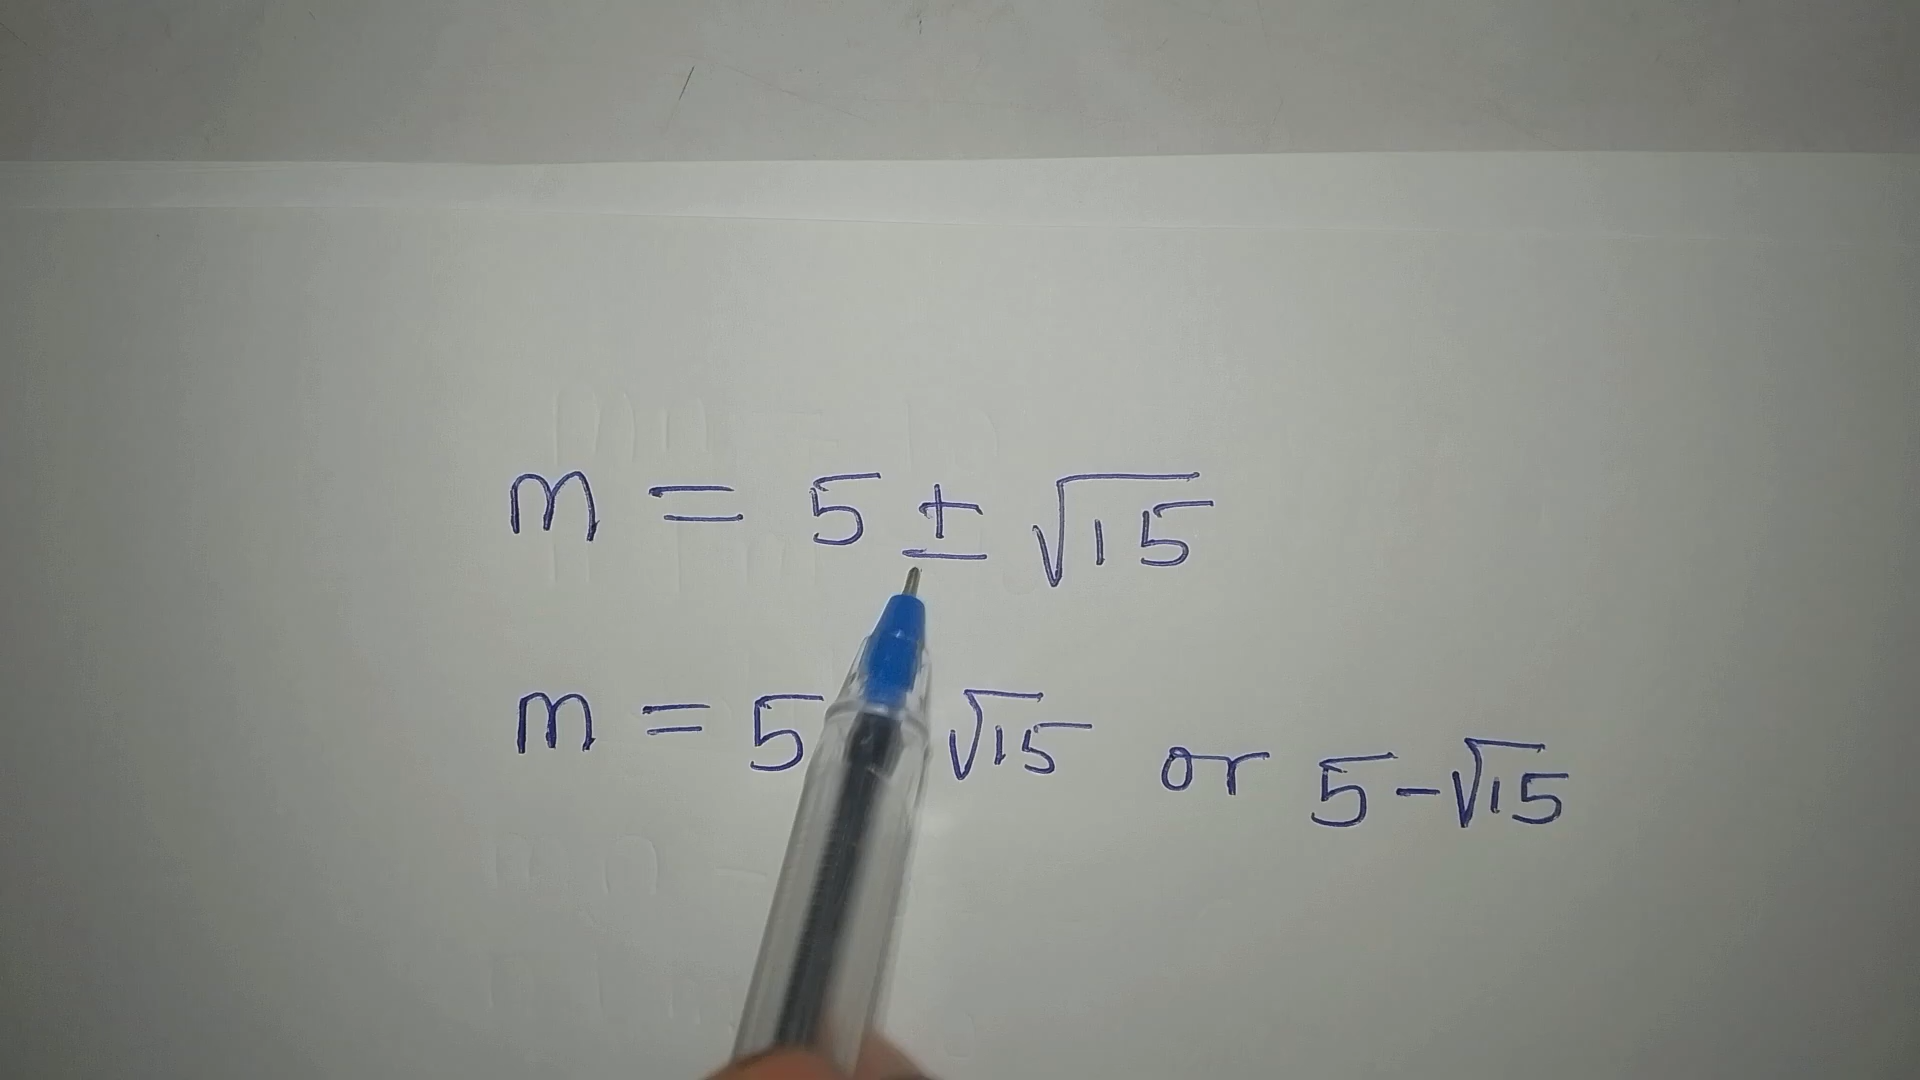 m = 5 ± √15
m = 5 √15 or 5-√15